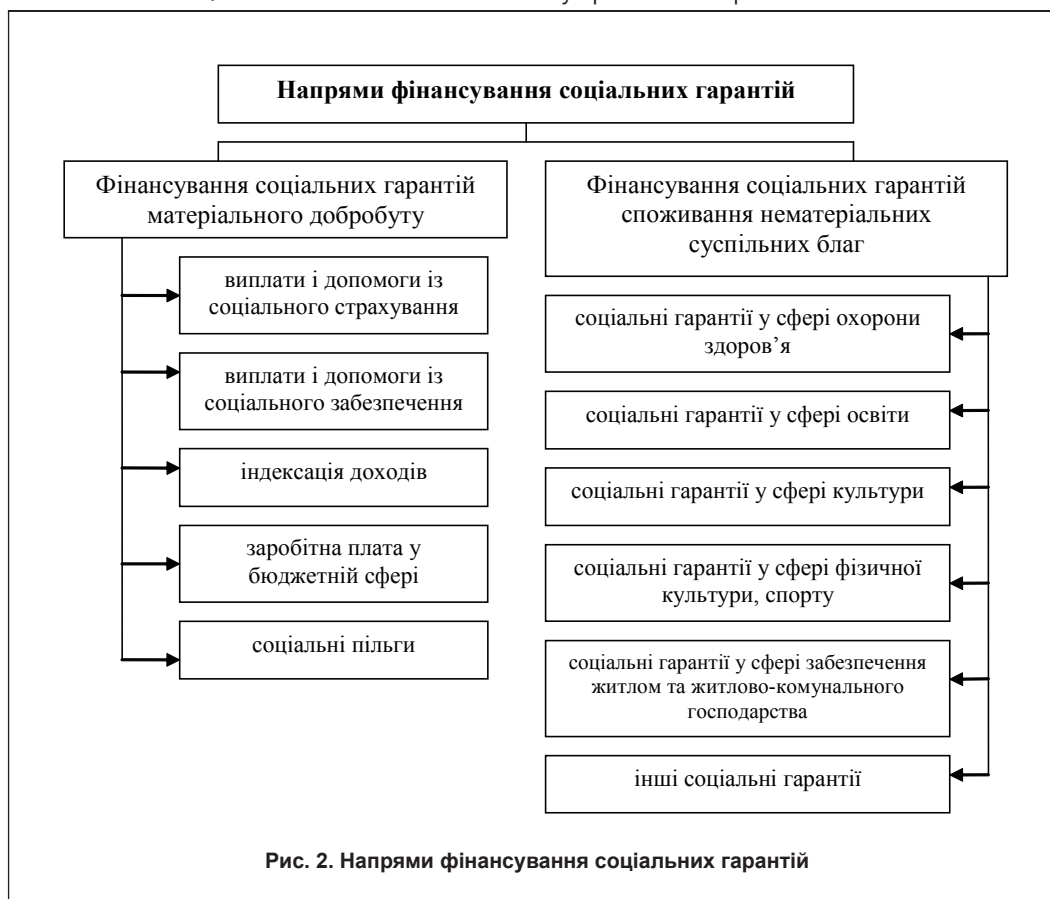 Напрями фінансування соціальних гарантій
Фінансування соціальних гарантій
матеріального добробуту
виплати і допомоги із
соціального страхування
виплати і допомоги із
соціального забезпечення
індексація доходів
заробітна плата у
бюджетній сфері
соціальні пільги
Фінансування соціальних гарантій
споживання нематеріальних
суспільних благ
соціальні гарантії у сфері охорони
здоров’я
соціальні гарантії у сфері освіти
соціальні гарантії у сфері культури
соціальні гарантії у сфері фізичної
культури, спорту
соціальні гарантії у сфері забезпечення
житлом та житлово-комунального
господарства
інші соціальні гарантії
Рис. 2. Напрями фінансування соціальних гарантій